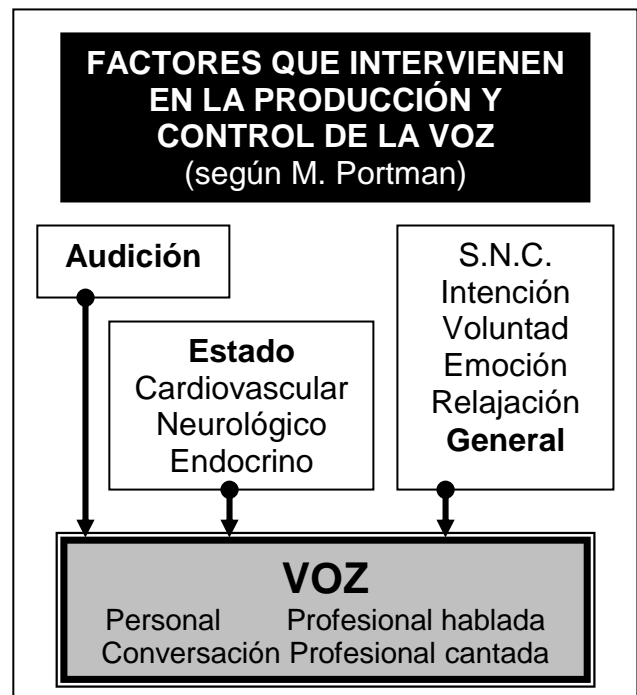 FACTORES QUE INTERVIENEN
EN LA PRODUCCIÓN Y
CONTROL DE LA VOZ
(según M. Portman)
Audición
Estado
Cardiovascular
Neurológico
Endocrino
S.N.C.
Intención
Voluntad
Emoción
Relajación
General
VOZ
Personal Profesional hablada
Conversación Profesional cantada